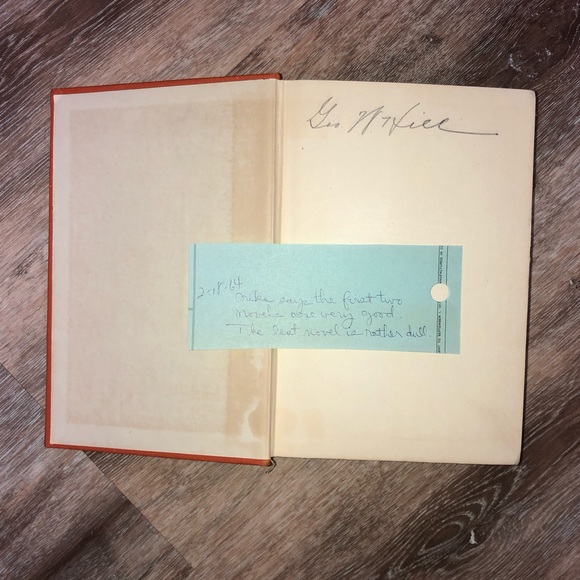 Geo W Hill
2-18-64
Mike says the first two
novels are very good.
The last novel is rather dull.